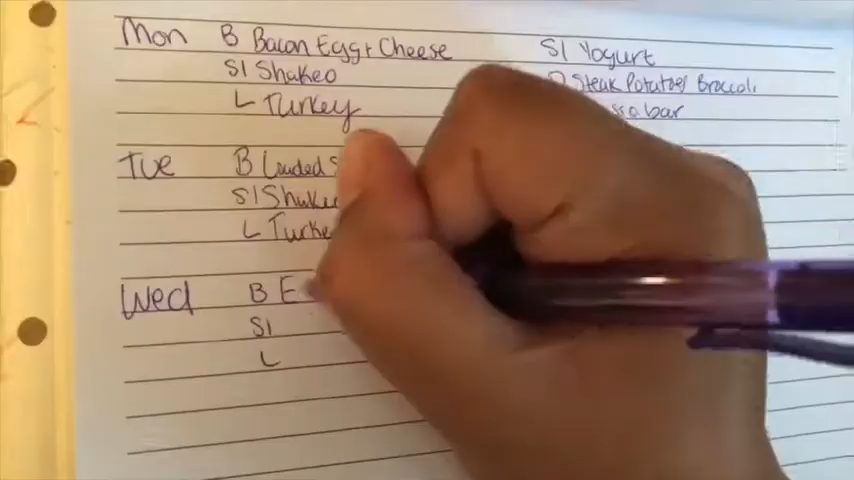 Mon B Bacon Egg + Cheese S1 Yogurt
S1 Shakeo D Steak Potatoes Broccoli
L Turkey bar
Tue B Loaded
S1 Shake
L Turke
Wed B E
S1
L